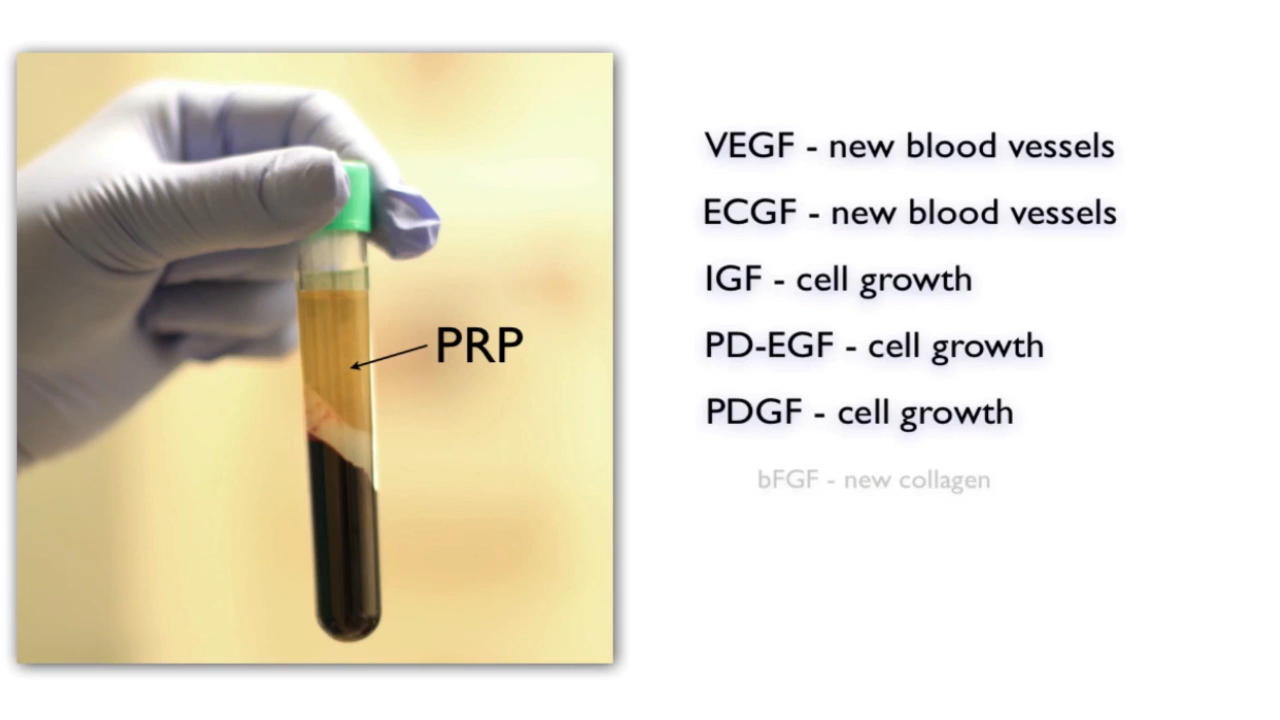 PRP
VEGF - new blood vessels
ECGF - new blood vessels
IGF - cell growth
PD-EGF - cell growth
PDGF - cell growth
bFGF - new collagen